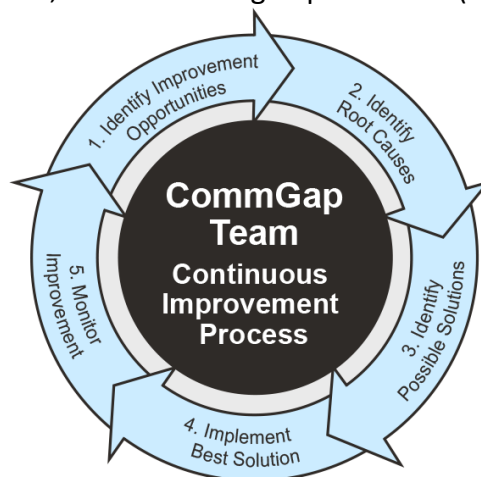 1. Identify Improvement
Opportunities
2. Identify
Root Causes
3. Identify
Possible Solutions
4. Implement
Best Solution
5. Monitor
Improvement
CommGap
Team
Continuous
Improvement
Process